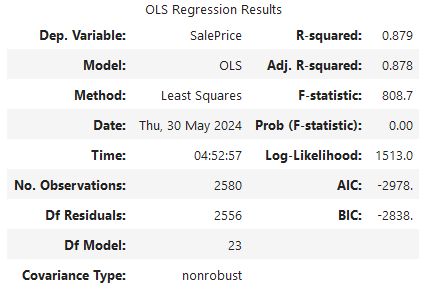 OLS Regression Results
Dep. Variable: SalePrice R-squared: 0.879
Model: OLS Adj. R-squared: 0.878
Method: Least Squares F-statistic: 808.7
Date: Thu, 30 May 2024 Prob (F-statistic): 0.00
Time: 04:52:57 Log-Likelihood: 1513.0
No. Observations: 2580 AIC: -2978.
Df Residuals: 2556 BIC: -2838.
Df Model: 23
Covariance Type: nonrobust